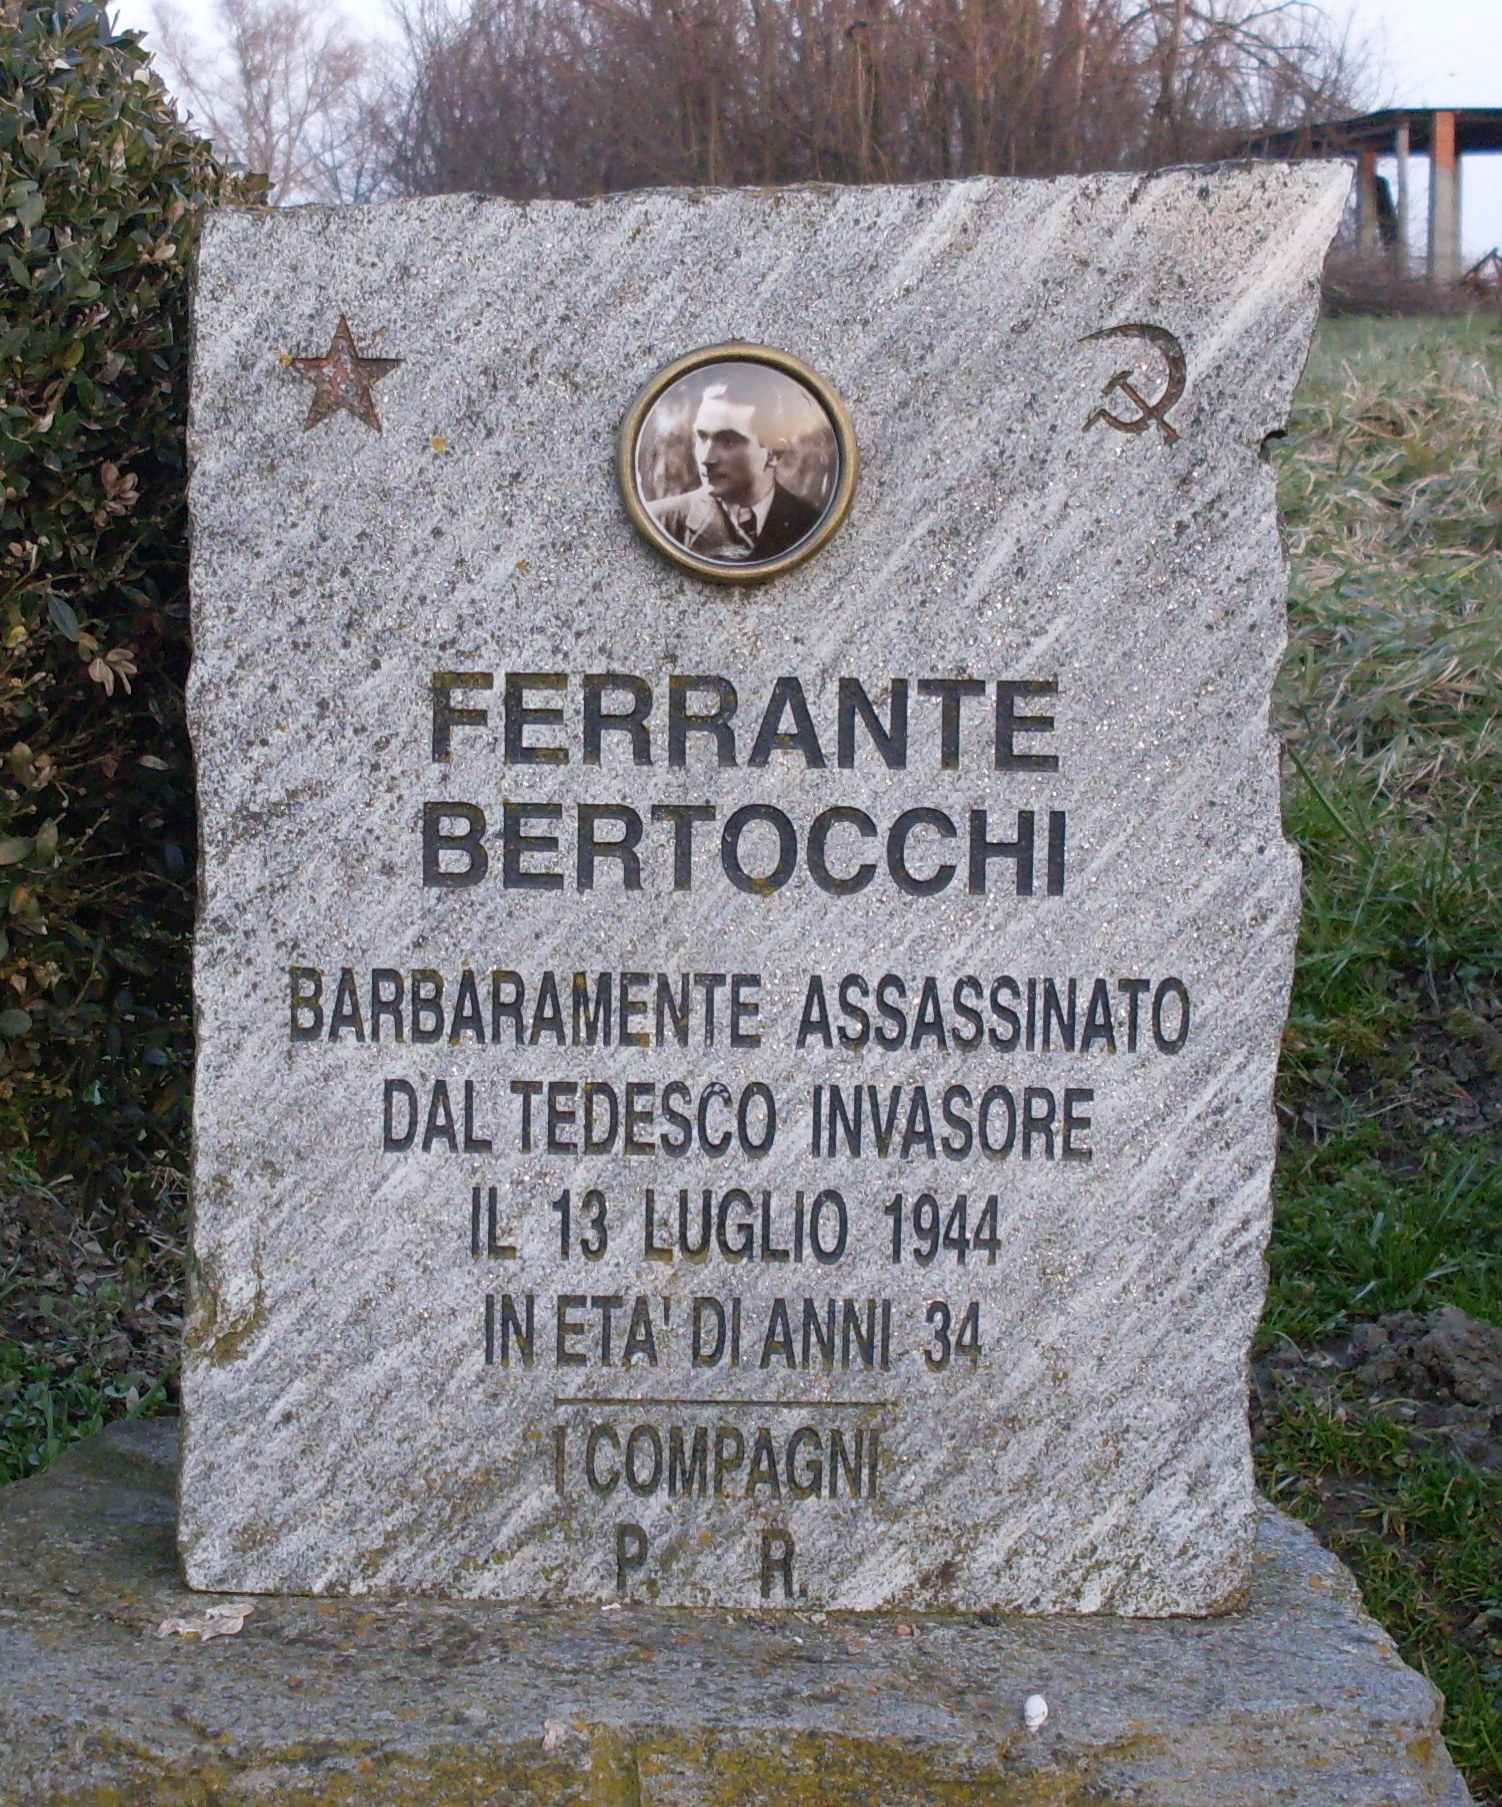 FERRANTE
BERTOCCHI
BARBARAMENTE ASSASSINATO
DAL TEDESCO INVASORE
IL 13 LUGLIO 1944
IN ETA' DI ANNI 34
I COMPAGNI
P. R.